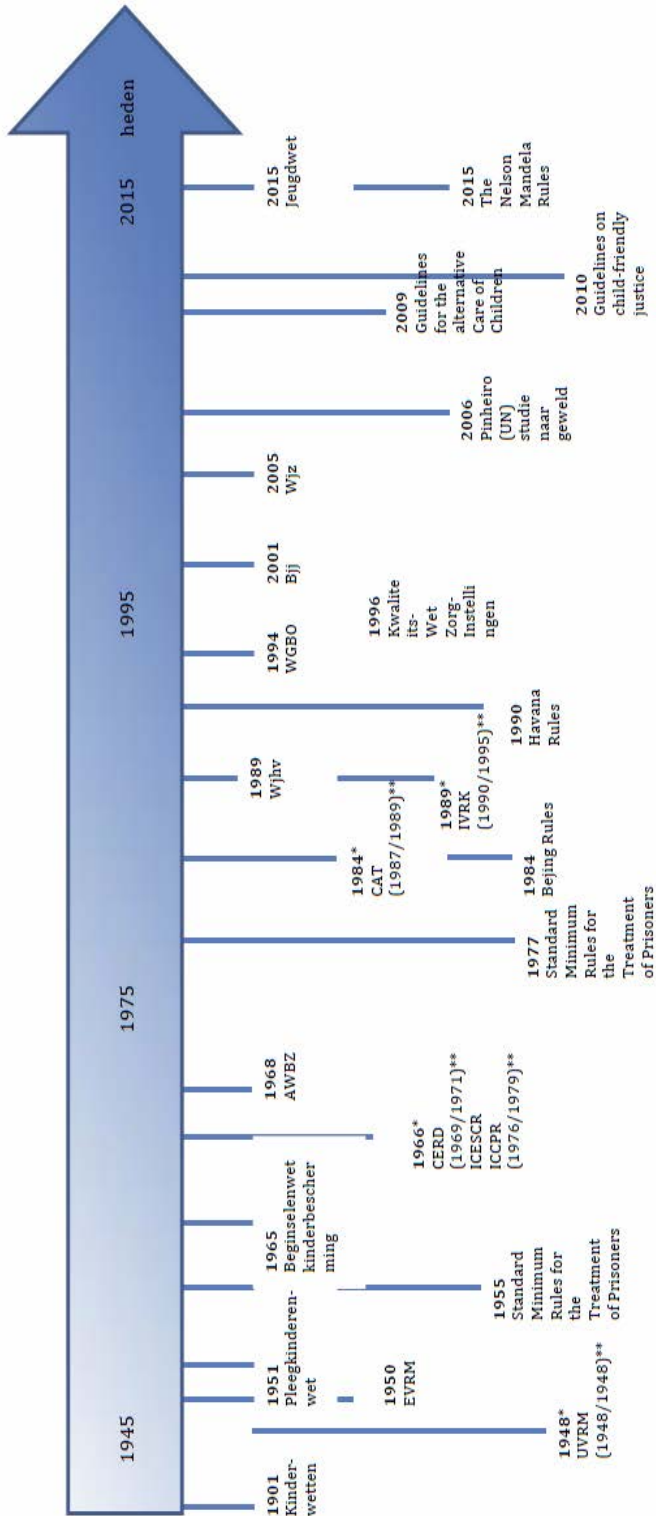 1945
1975
1995
2015
heden
1901
Kinder-
wetten
1948*
UVRM
(1948/1948)**
1951
Pleegkinderen-
wet
1950
EVRM
1955
Standard
Minimum
Rules for
the
Treatment
of Prisoners
1965
Beginselenwet
kinderbescher
ming
1966*
CERD
(1969/1971)**
ICESCR
ICCPR
(1976/1979)**
1968
AWBZ
1977
Standard
Minimum
Rules for
the
Treatment
of Prisoners
1984*
CAT
(1987/1989)**
1984
Bejing Rules
1989
Wjhv
1989*
IVRK
(1990/1995)**
1990
Havana
Rules
1994
WGBO
1996
Kwalite
its-
Wet
Zorg-
Instelli
ngen
2001
Bjj
2005
Wjz
2006
Pinheiro
(UN)
studie
naar
geweld
2009
Guidelines
for the
alternative
Care of
Children
2010
Guidelines on
child-friendly
justice
2015
Jeugdwet
2015
The
Nelson
Mandela
Rules